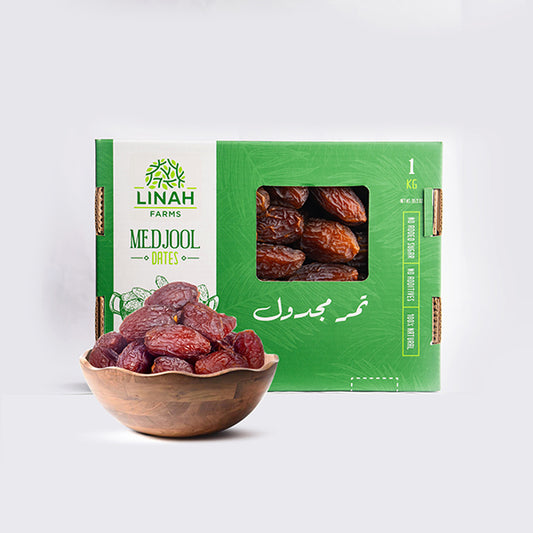 LINAH
FARMS
MEDJOOL
DATES
تمر مجدول
1
KG
NO ADDED SUGAR
NO ADDITIVES
100% NATURAL